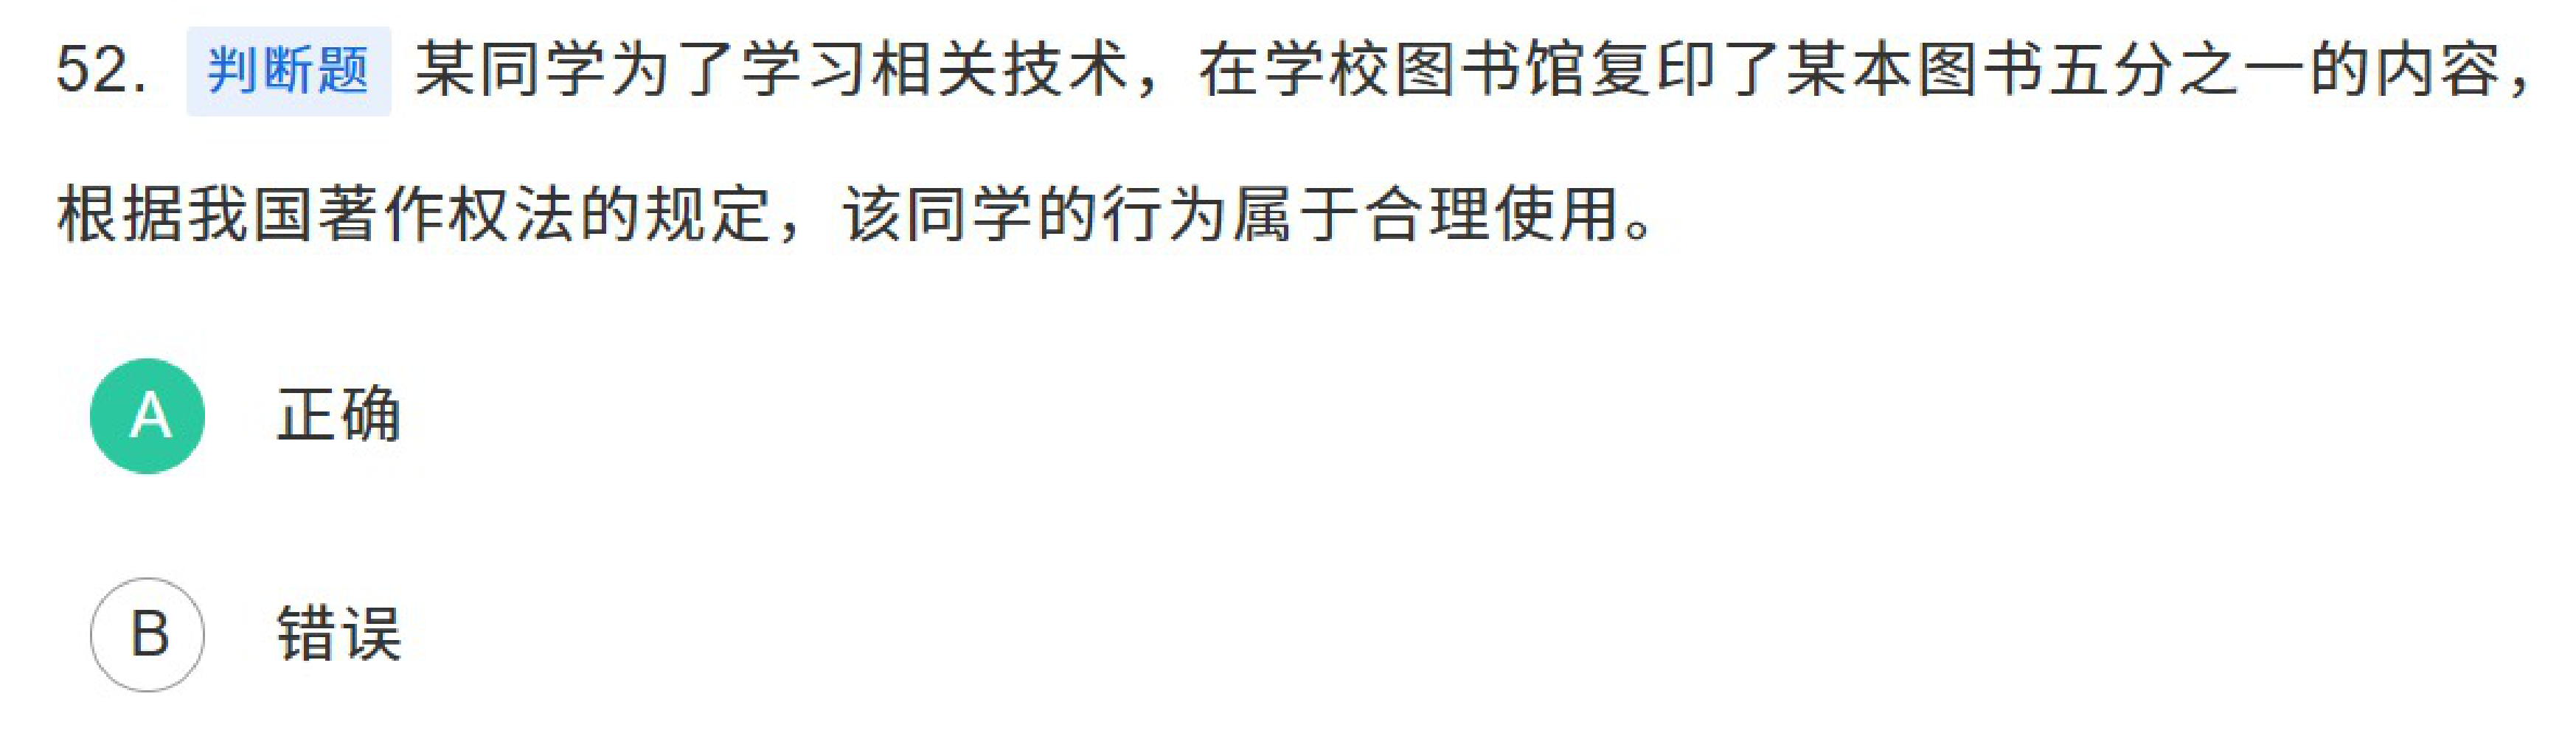 52. 判断题 某同学为了学习相关技术，在学校图书馆复印了某本图书五分之一的内容，
根据我国著作权法的规定，该同学的行为属于合理使用。
A 正确
B 错误